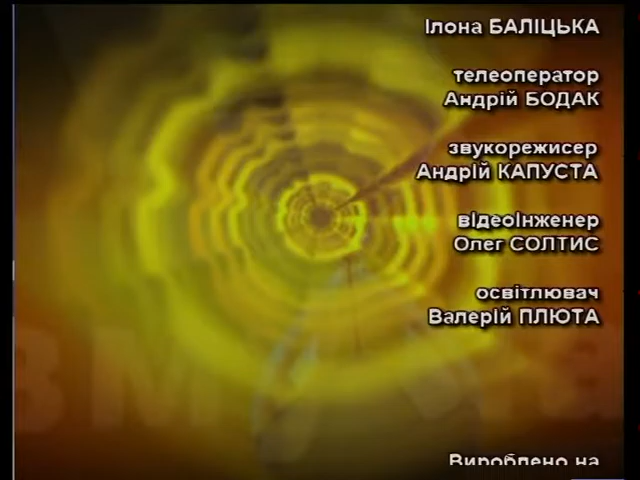 Ілона БАЛІЦЬКА
телеоператор
Андрій БОДАК
звукорежисер
Андрій КАПУСТА
відеоінженер
Олег СОЛТИС
освітлювач
Валерій ПЛЮТА
Вироблено на